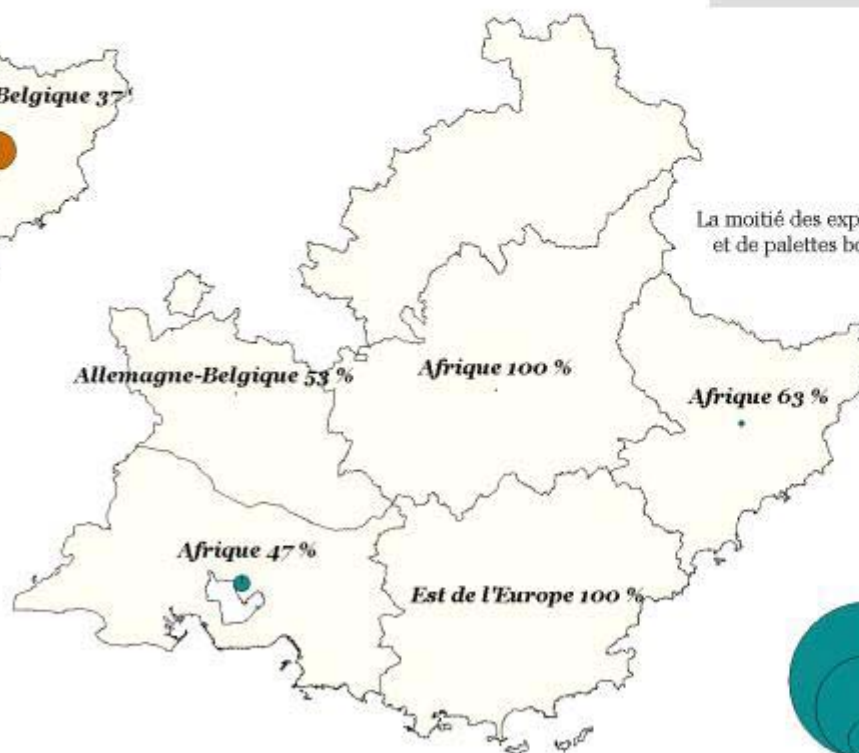 Belgique 37
La moitié des exp
et de palettes bo
Allemagne-Belgique 53 %
Afrique 100 %
Afrique 63 %
Afrique 47 %
Est de l'Europe 100 %